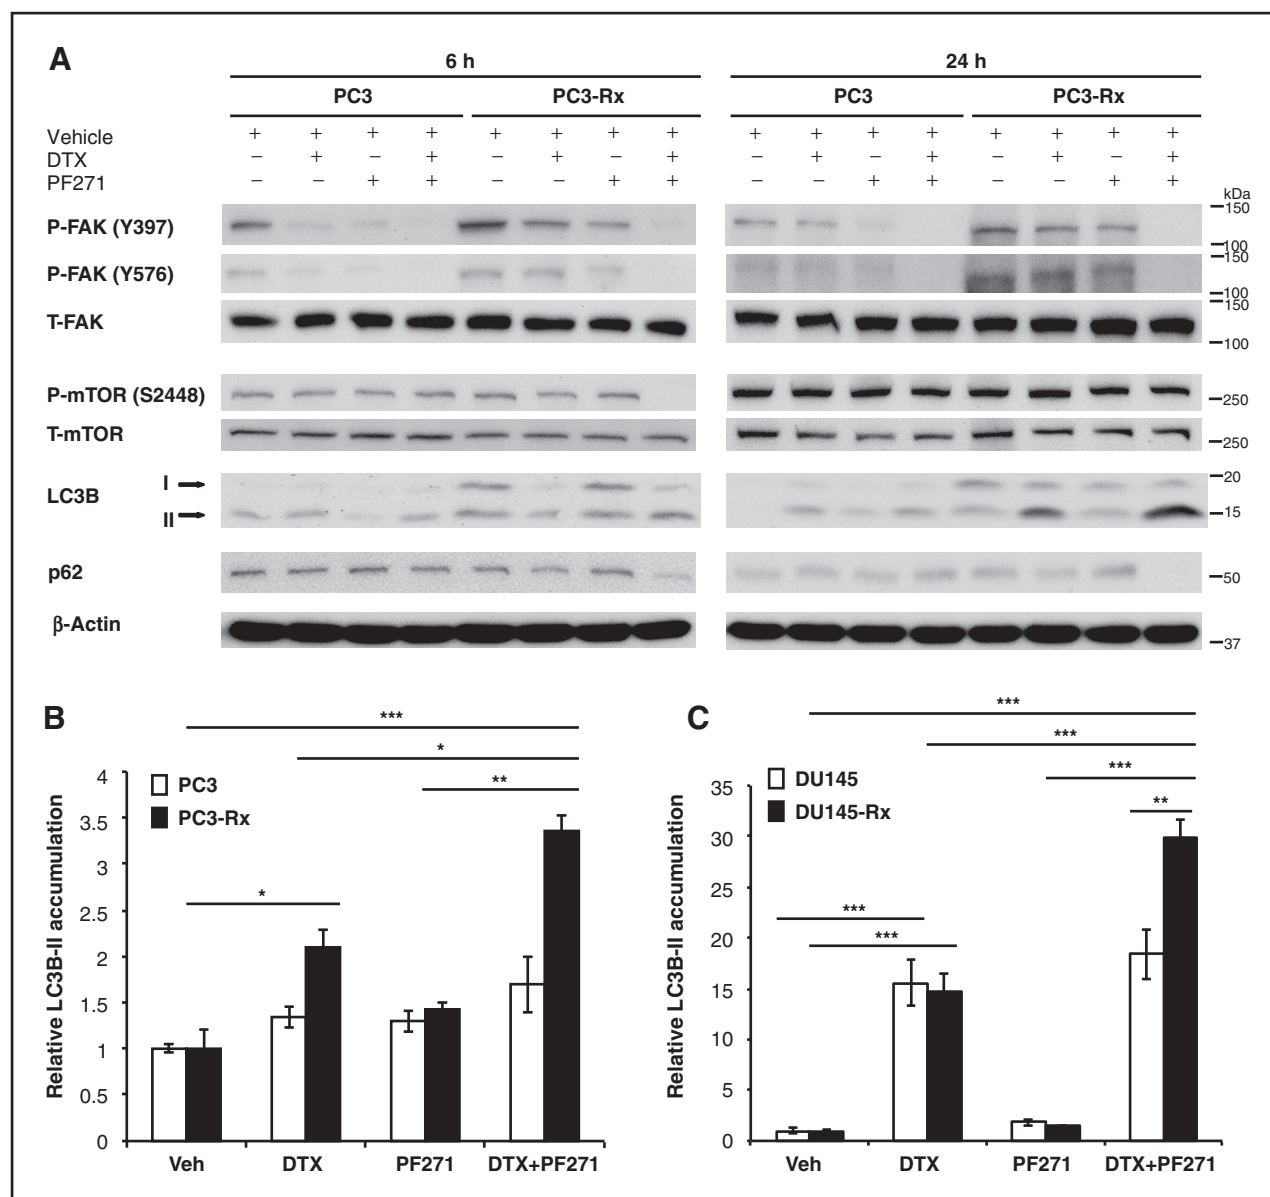 A
6 h 24 h
PC3 PC3-Rx PC3 PC3-Rx
Vehicle + + + + + + + + + + + + + + + +
DTX – + – + – + – + – + – + – + – +
PF271 – – + + – – + + – – + + – – + +
kDa
P-FAK (Y397) 150
100
P-FAK (Y576) 150
100
T-FAK 150
100
P-mTOR (S2448) 250
T-mTOR 250
LC3B I 20
II 15
p62 50
β-Actin 37
B
***
*
**
*
PC3
PC3-Rx
Relative LC3B-II accumulation
4
3.5
3
2.5
2
1.5
1
0.5
0
Veh DTX PF271 DTX+PF271
C
***
***
***
**
***
***
DU145
DU145-Rx
Relative LC3B-II accumulation
35
30
25
20
15
10
5
0
Veh DTX PF271 DTX+PF271